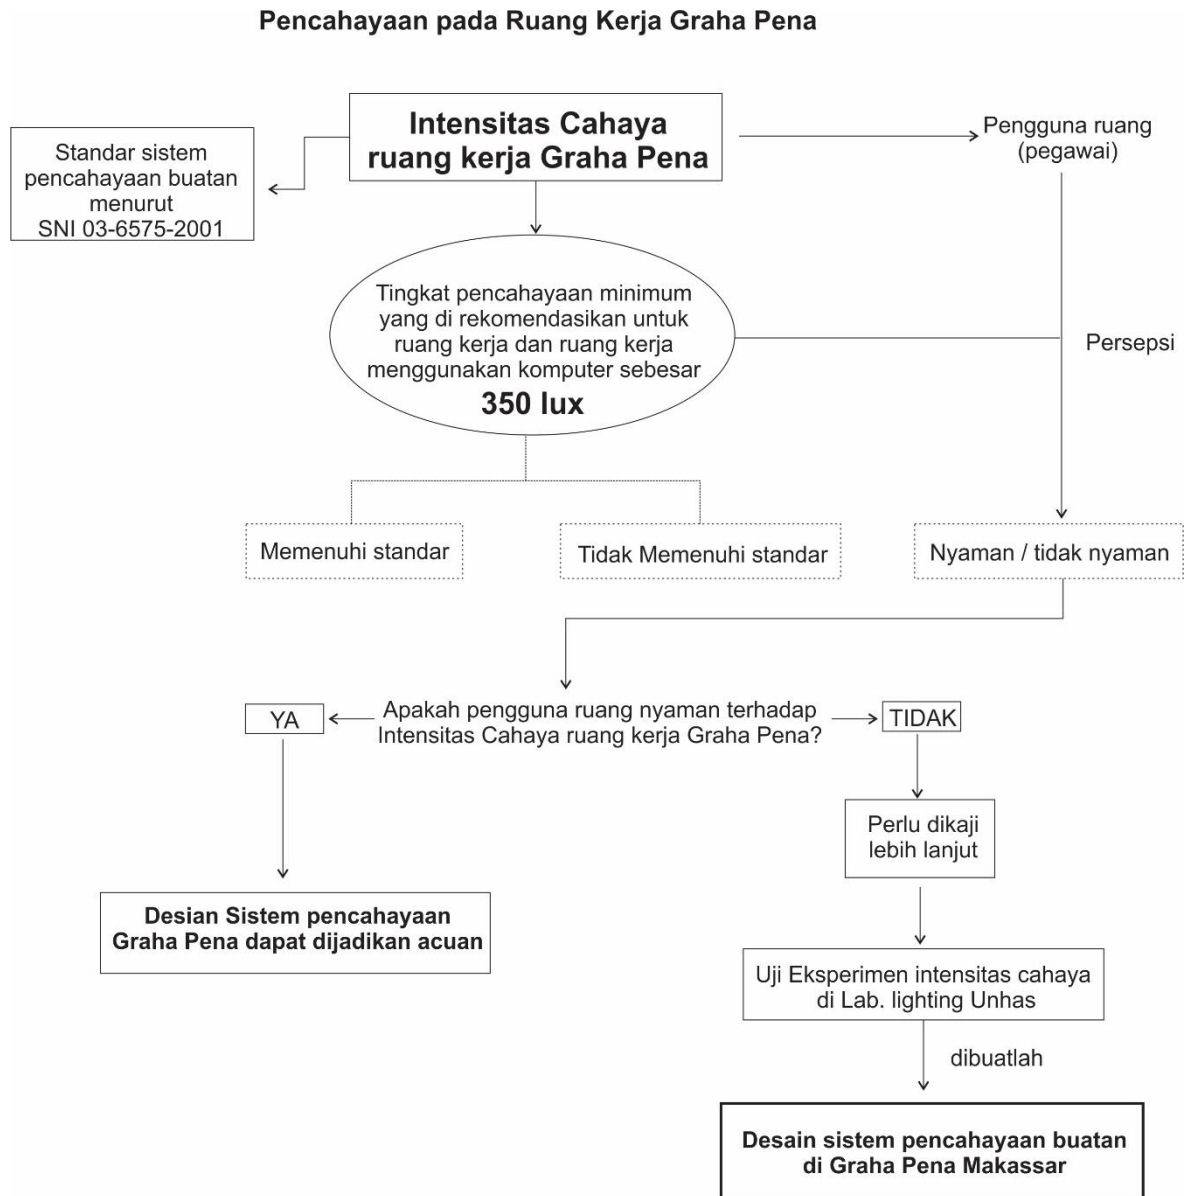 Pencahayaan pada Ruang Kerja Graha Pena
Intensitas Cahaya
ruang kerja Graha Pena
Standar sistem
pencahayaan buatan
menurut
SNI 03-6575-2001
Pengguna ruang
(pegawai)
Tingkat pencahayaan minimum
yang di rekomendasikan untuk
ruang kerja dan ruang kerja
menggunakan komputer sebesar
350 lux
Persepsi
Memenuhi standar
Tidak Memenuhi standar
Nyaman / tidak nyaman
Apakah pengguna ruang nyaman terhadap
Intensitas Cahaya ruang kerja Graha Pena?
YA
TIDAK
Perlu dikaji
lebih lanjut
Desian Sistem pencahayaan
Graha Pena dapat dijadikan acuan
Uji Eksperimen intensitas cahaya
di Lab. lighting Unhas
dibuatlah
Desain sistem pencahayaan buatan
di Graha Pena Makassar